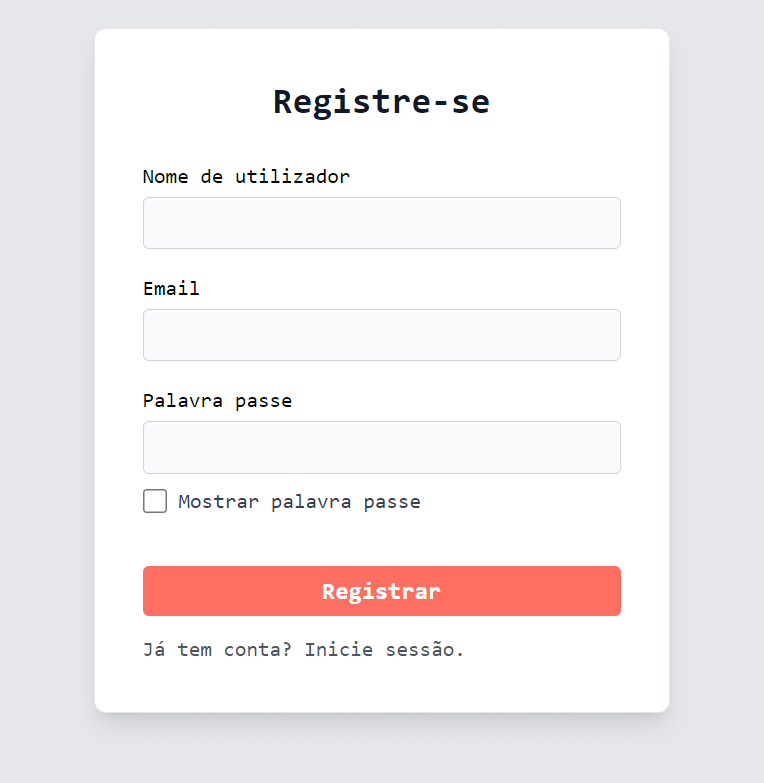 Registre-se
Nome de utilizador
Email
Palavra passe
Mostrar palavra passe
Registrar
Já tem conta? Inicie sessão.